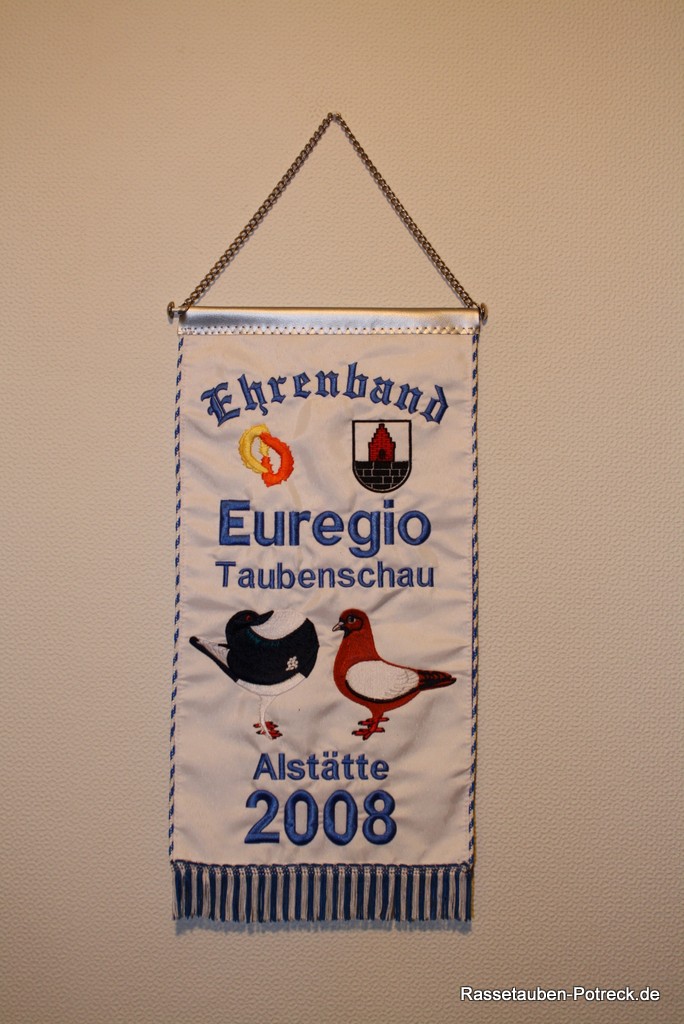 Ehrenband
Euregio
Taubenschau
Alstätte
2008
Rassetauben-Potreck.de